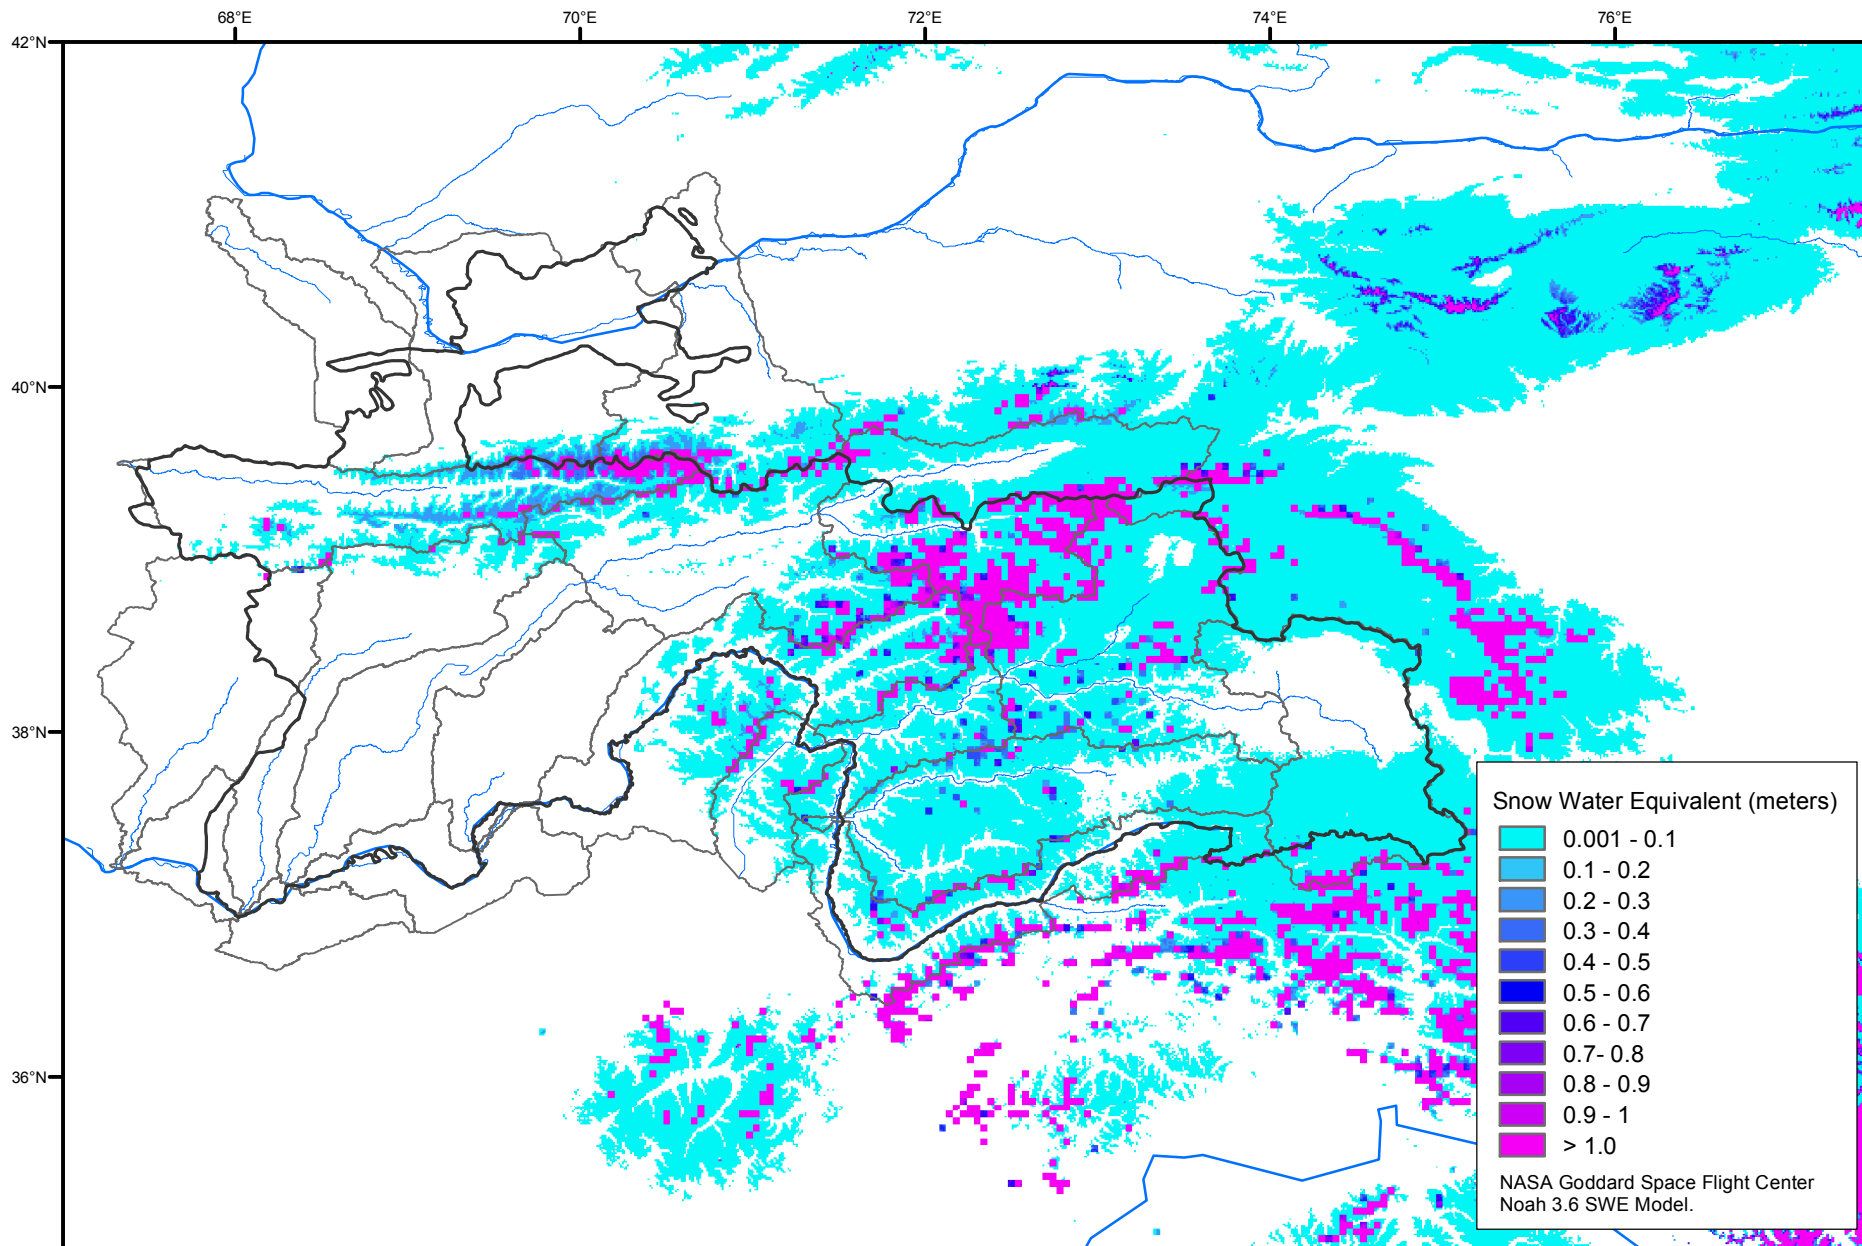 68°E 70°E 72°E 74°E 76°E
42°N
40°N
38°N
36°N
Snow Water Equivalent (meters)
0.001 - 0.1
0.1 - 0.2
0.2 - 0.3
0.3 - 0.4
0.4 - 0.5
0.5 - 0.6
0.6 - 0.7
0.7- 0.8
0.8 - 0.9
0.9 - 1
> 1.0
NASA Goddard Space Flight Center
Noah 3.6 SWE Model.